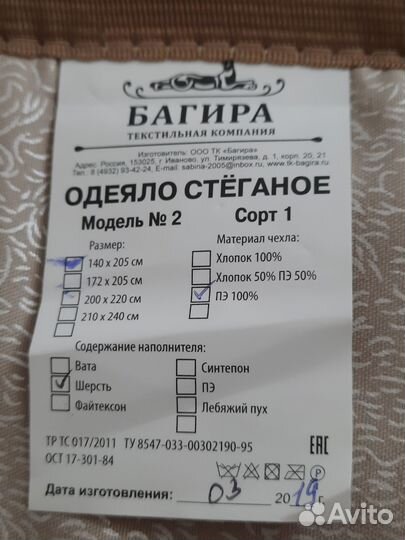 БАГИРА
ТЕКСТИЛЬНАЯ КОМПАНИЯ
Изготовитель: ООО ТК «Багира»
Адрес: Россия, 153025, г Иваново, ул. Тимирязева, д. 1, корп. 20, 21
Тел.: 8 (4932) 93-42-24, E-mail: sabina-2005@inbox.ru, www.tk-bagira.ru
ОДЕЯЛО СТЁГАНОЕ
Модель № 2 Сорт 1
Размер: Материал чехла:
140 х 205 см Хлопок 100%
172 х 205 см Хлопок 50% ПЭ 50%
200 х 220 см ПЭ 100%
210 х 240 см
Содержание наполнителя:
Вата Синтепон
Шерсть ПЭ
Файтексон Лебяжий пух
ТР ТС 017/2011 ТУ 8547-033-00302190-95 ЕАС
ОСТ 17-301-84
Дата изготовления: 03 2019 г.
Avito